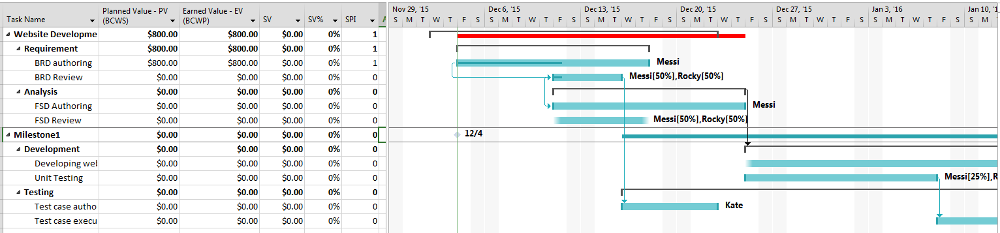 Nov 29, '15 Dec 6, '15 Dec 13, '15 Dec 20, '15 Dec 27, '15 Jan 3, '16 Jan 10, '1
Task Name Planned Value - PV (BCWS) Earned Value - EV (BCWP) SV SV% SPI A
S M T W T F S S M T W T F S S M T W T F S S M T W T F S S M T W T F S S M T W T F S S M T
Website Developme $800.00 $800.00 $0.00 0% 1
Requirement $800.00 $800.00 $0.00 0% 1
BRD authoring $800.00 $800.00 $0.00 0% 1 Messi
BRD Review $0.00 $0.00 $0.00 0% 0 Messi[50%],Rocky[50%]
Analysis $0.00 $0.00 $0.00 0% 0
FSD Authoring $0.00 $0.00 $0.00 0% 0 Messi
FSD Review $0.00 $0.00 $0.00 0% 0 Messi[50%],Rocky[50%]
Milestone1 $0.00 $0.00 $0.00 0% 0 12/4
Development $0.00 $0.00 $0.00 0% 0
Developing wel $0.00 $0.00 $0.00 0% 0
Unit Testing $0.00 $0.00 $0.00 0% 0 Messi[25%],R
Testing $0.00 $0.00 $0.00 0% 0
Test case autho $0.00 $0.00 $0.00 0% 0 Kate
Test case execu $0.00 $0.00 $0.00 0% 0